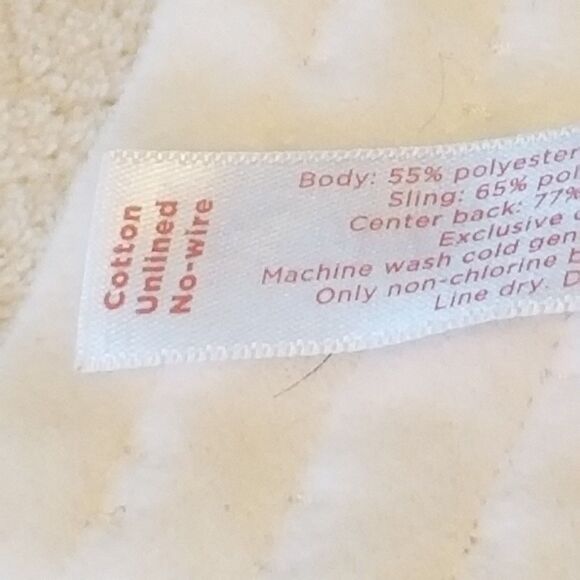 Cotton
Unlined
No-wire
Body: 55% polyester
Sling: 65% pol
Center back: 77%
Exclusive
Machine wash cold gen
Only non-chlorine b
Line dry. D